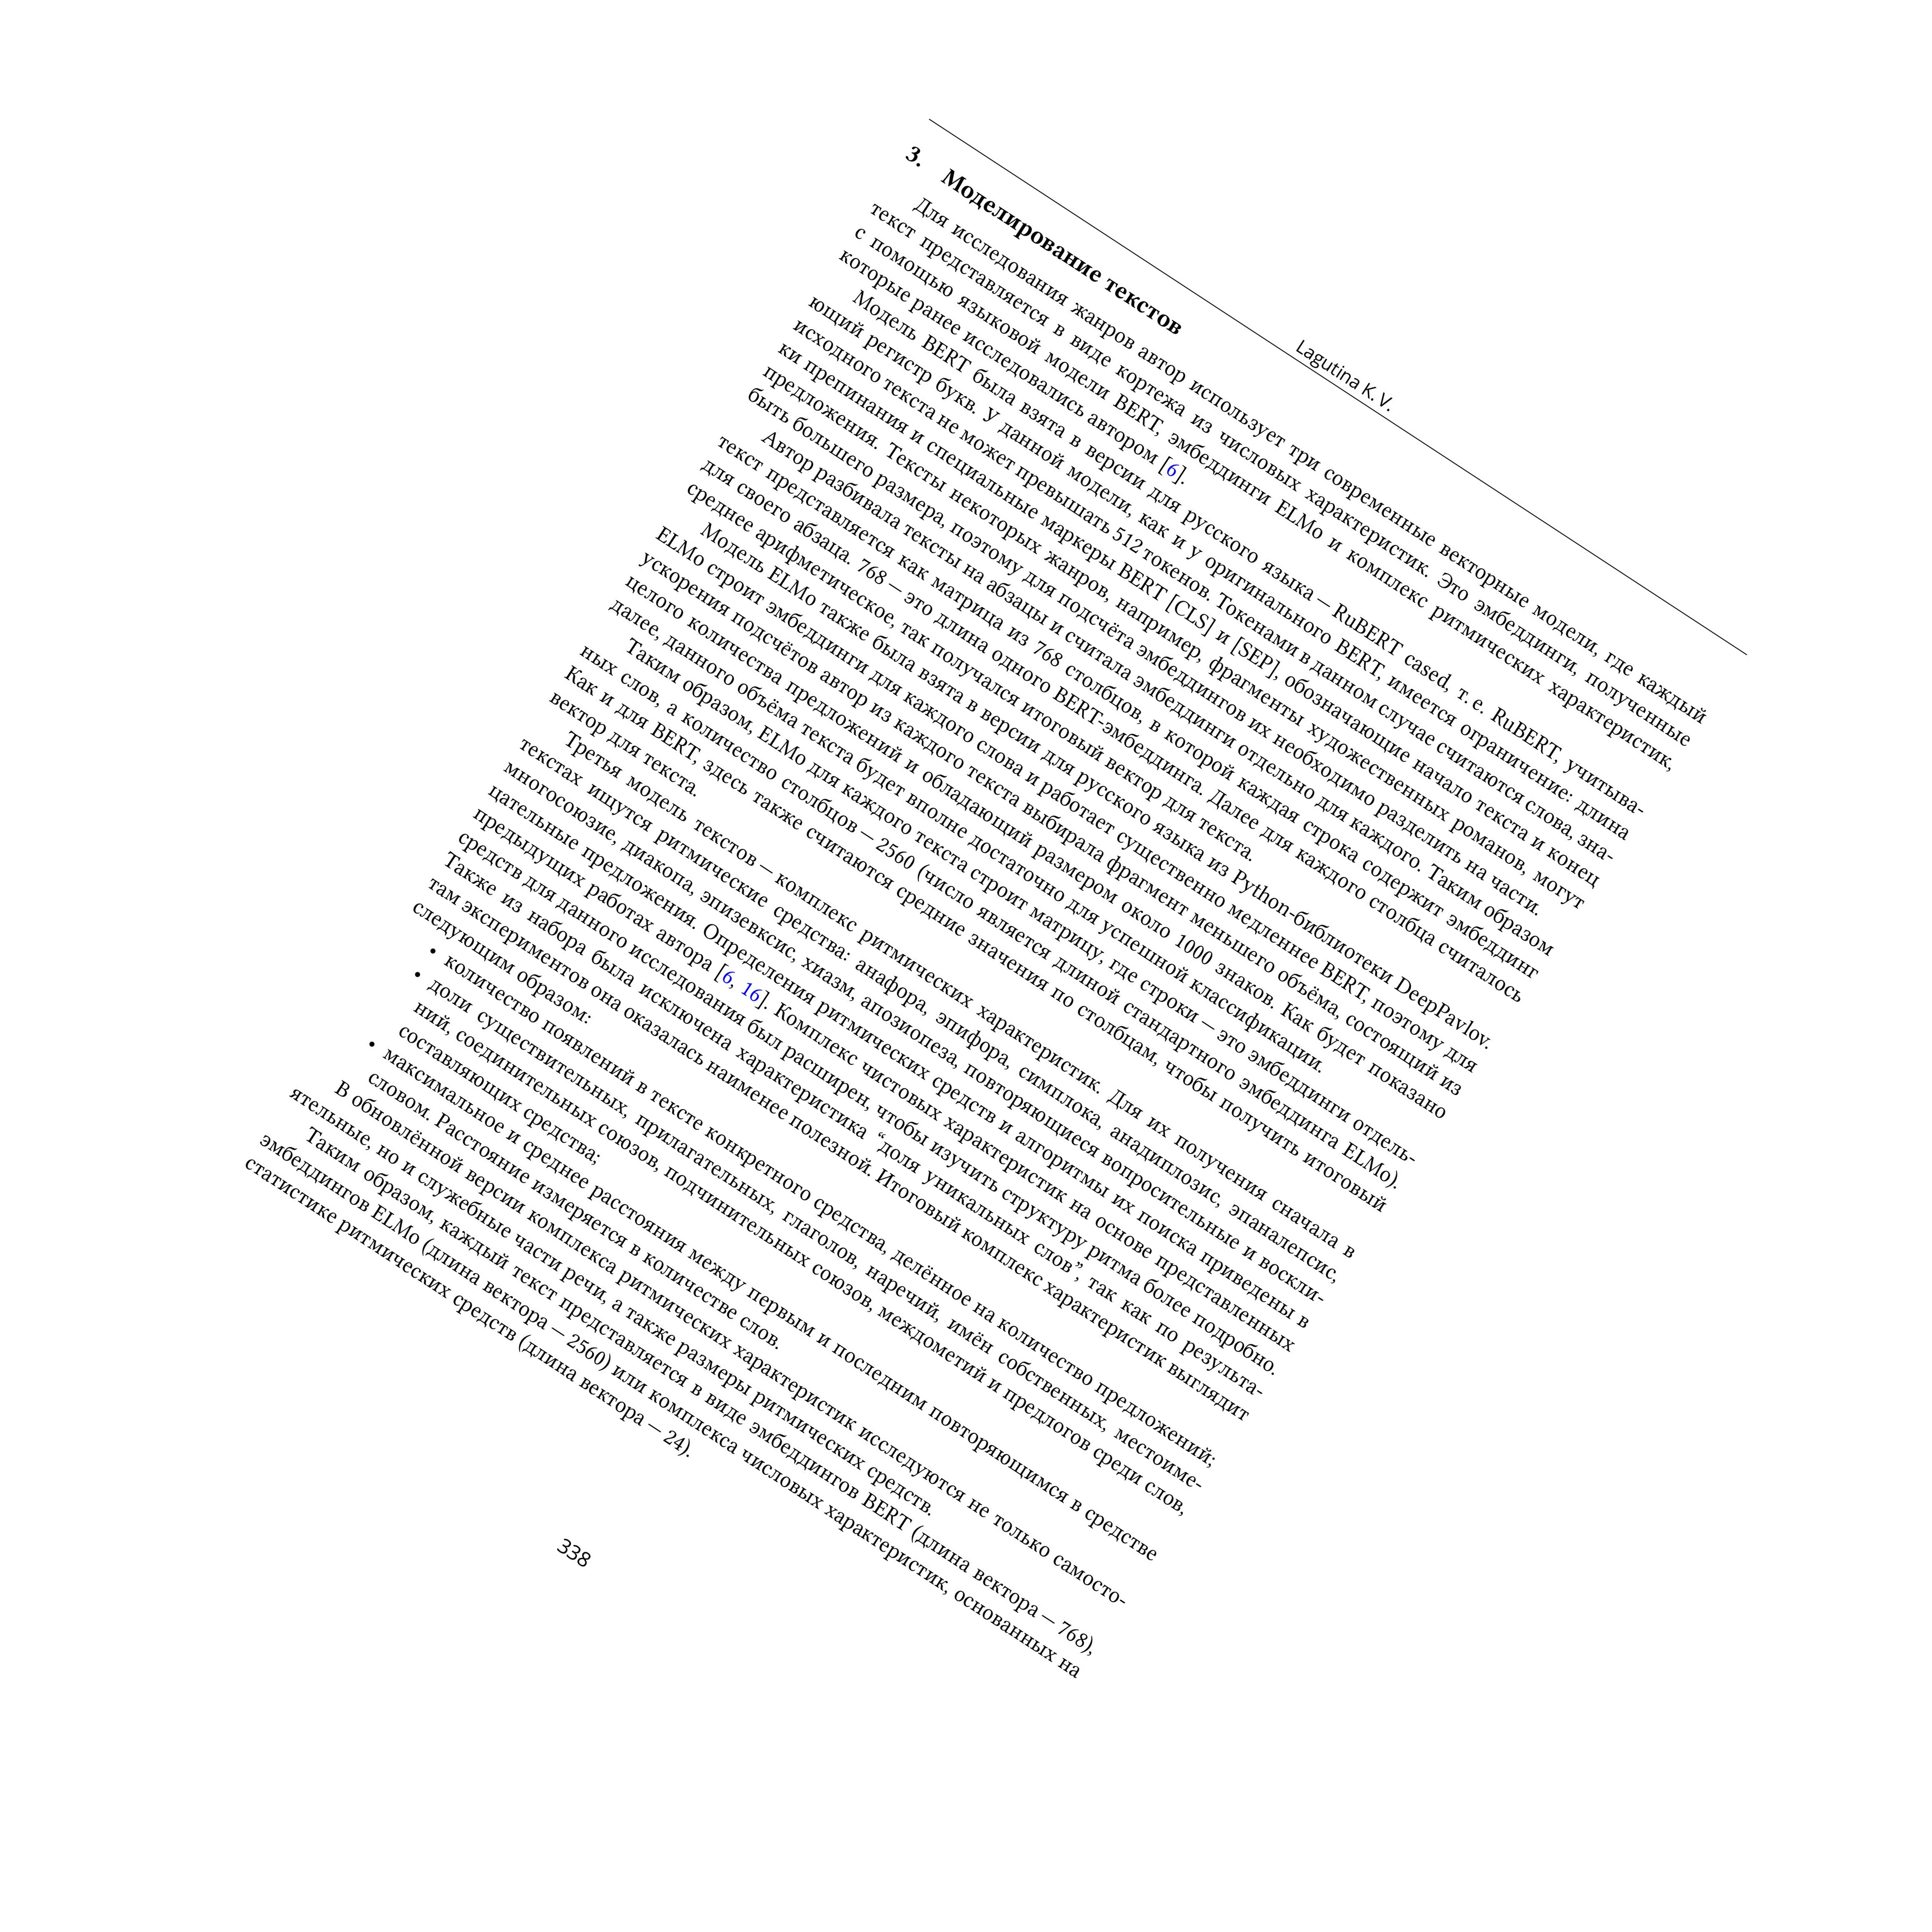 Lagutina K. V.
3. Моделирование текстов
Для исследования жанров автор использует три современные векторные модели, где каждый
текст представляется в виде кортежа из числовых характеристик. Это эмбеддинги, полученные
с помощью языковой модели BERT, эмбеддинги ELMo и комплекс ритмических характеристик,
которые ранее исследовались автором [6].
Модель BERT была взята в версии для русского языка — RuBERT cased, т. е. RuBERT, учитыва-
ющий регистр букв. У данной модели, как и у оригинального BERT, имеется ограничение: длина
исходного текста не может превышать 512 токенов. Токенами в данном случае считаются слова, зна-
ки препинания и специальные маркеры BERT [CLS] и [SEP], обозначающие начало текста и конец
предложения. Тексты некоторых жанров, например, фрагменты художественных романов, могут
быть большего размера, поэтому для подсчёта эмбеддингов их необходимо разделить на части.
Автор разбивала тексты на абзацы и считала эмбеддинги отдельно для каждого. Таким образом
текст представляется как матрица из 768 столбцов, в которой каждая строка содержит эмбеддинг
для своего абзаца. 768 — это длина одного BERT-эмбеддинга. Далее для каждого столбца считалось
среднее арифметическое, так получался итоговый вектор для текста.
Модель ELMo также была взята в версии для русского языка из Python-библиотеки DeepPavlov.
ELMo строит эмбеддинги для каждого слова и работает существенно медленнее BERT, поэтому для
ускорения подсчётов автор из каждого текста выбирала фрагмент меньшего объёма, состоящий из
целого количества предложений и обладающий размером около 1000 знаков. Как будет показано
далее, данного объёма текста будет вполне достаточно для успешной классификации.
Таким образом, ELMo для каждого текста строит матрицу, где строки — это эмбеддинги отдель-
ных слов, а количество столбцов — 2560 (число является длиной стандартного эмбеддинга ELMo).
Как и для BERT, здесь также считаются средние значения по столбцам, чтобы получить итоговый
вектор для текста.
Третья модель текстов — комплекс ритмических характеристик. Для их получения сначала в
текстах ищутся ритмические средства: анафора, эпифора, симплока, анадиплозис, эпаналепсис,
многосоюзие, диакопа, эпизевксис, хиазм, апозиопеза, повторяющиеся вопросительные и воскли-
цательные предложения. Определения ритмических средств и алгоритмы их поиска приведены в
предыдущих работах автора [6, 16]. Комплекс чистовых характеристик на основе представленных
средств для данного исследования был расширен, чтобы изучить структуру ритма более подробно.
Также из набора была исключена характеристика “доля уникальных слов”, так как по результа-
там экспериментов она оказалась наименее полезной. Итоговый комплекс характеристик выглядит
следующим образом:
• количество появлений в тексте конкретного средства, делённое на количество предложений;
• доли существительных, прилагательных, глаголов, наречий, имён собственных, местоиме-
ний, соединительных союзов, подчинительных союзов, междометий и предлогов среди слов,
составляющих средства;
• максимальное и среднее расстояния между первым и последним повторяющимся в средстве
словом. Расстояние измеряется в количестве слов.
В обновлённой версии комплекса ритмических характеристик исследуются не только самосто-
ятельные, но и служебные части речи, а также размеры ритмических средств.
Таким образом, каждый текст представляется в виде эмбеддингов BERT (длина вектора — 768),
эмбеддингов ELMo (длина вектора — 2560) или комплекса числовых характеристик, основанных на
статистике ритмических средств (длина вектора — 24).
338